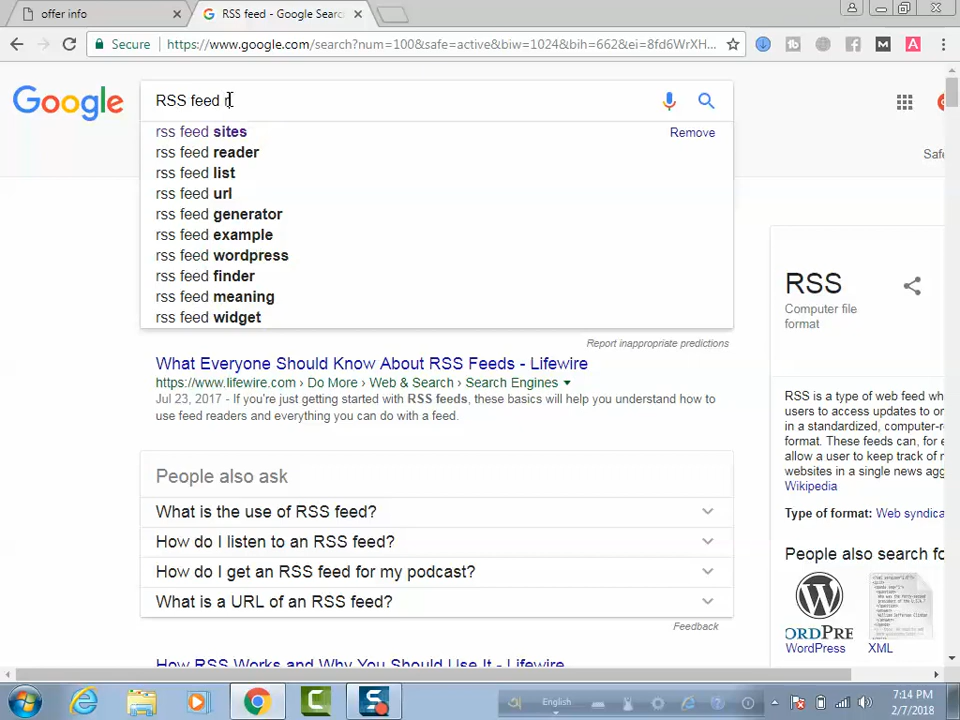 offer info
RSS feed - Google Searc
Secure
https://www.google.com/search?num=100&safe=active&biw=1024&bih=662&ei=8fd6WrXH...
Google
RSS feed r
rss feed sites
Remove
rss feed reader
rss feed list
rss feed url
rss feed generator
rss feed example
rss feed wordpress
rss feed finder
rss feed meaning
rss feed widget
Report inappropriate predictions
Safe
What Everyone Should Know About RSS Feeds - Lifewire
https://www.lifewire.com › Do More › Web & Search › Search Engines
Jul 23, 2017 - If you're just getting started with RSS feeds, these basics will help you understand how to
use feed readers and everything you can do with a feed.
People also ask
What is the use of RSS feed?
How do I listen to an RSS feed?
How do I get an RSS feed for my podcast?
What is a URL of an RSS feed?
Feedback
How RSS Works and Why You Should Use It - Lifewire
RSS
Computer file
format
RSS is a type of web feed wh
users to access updates to on
in a standardized, computer-re
format. These feeds can, for e
allow a user to keep track of m
websites in a single news agg
Wikipedia
Type of format: Web syndica
People also search fo
WordPress
XML
English
7:14 PM
2/7/2018